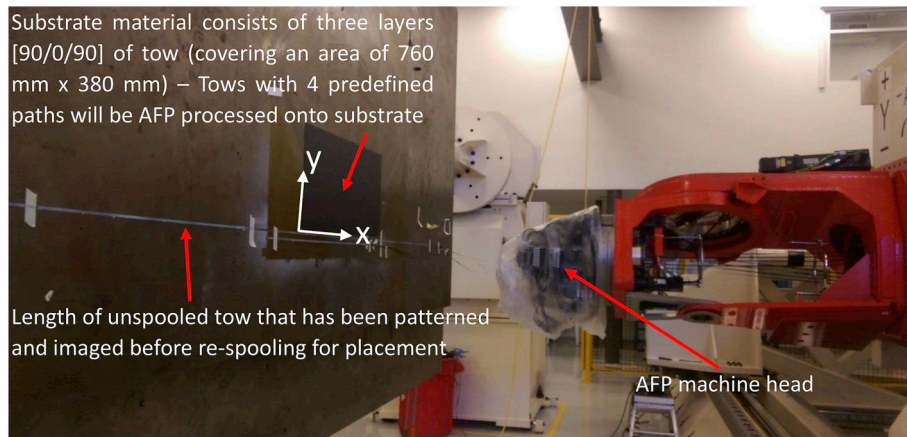 Substrate material consists of three layers
[90/0/90] of tow (covering an area of 760
mm x 380 mm) – Tows with 4 predefined
paths will be AFP processed onto substrate
y
x
Length of unspooled tow that has been patterned
and imaged before re-spooling for placement
AFP machine head
+
Y